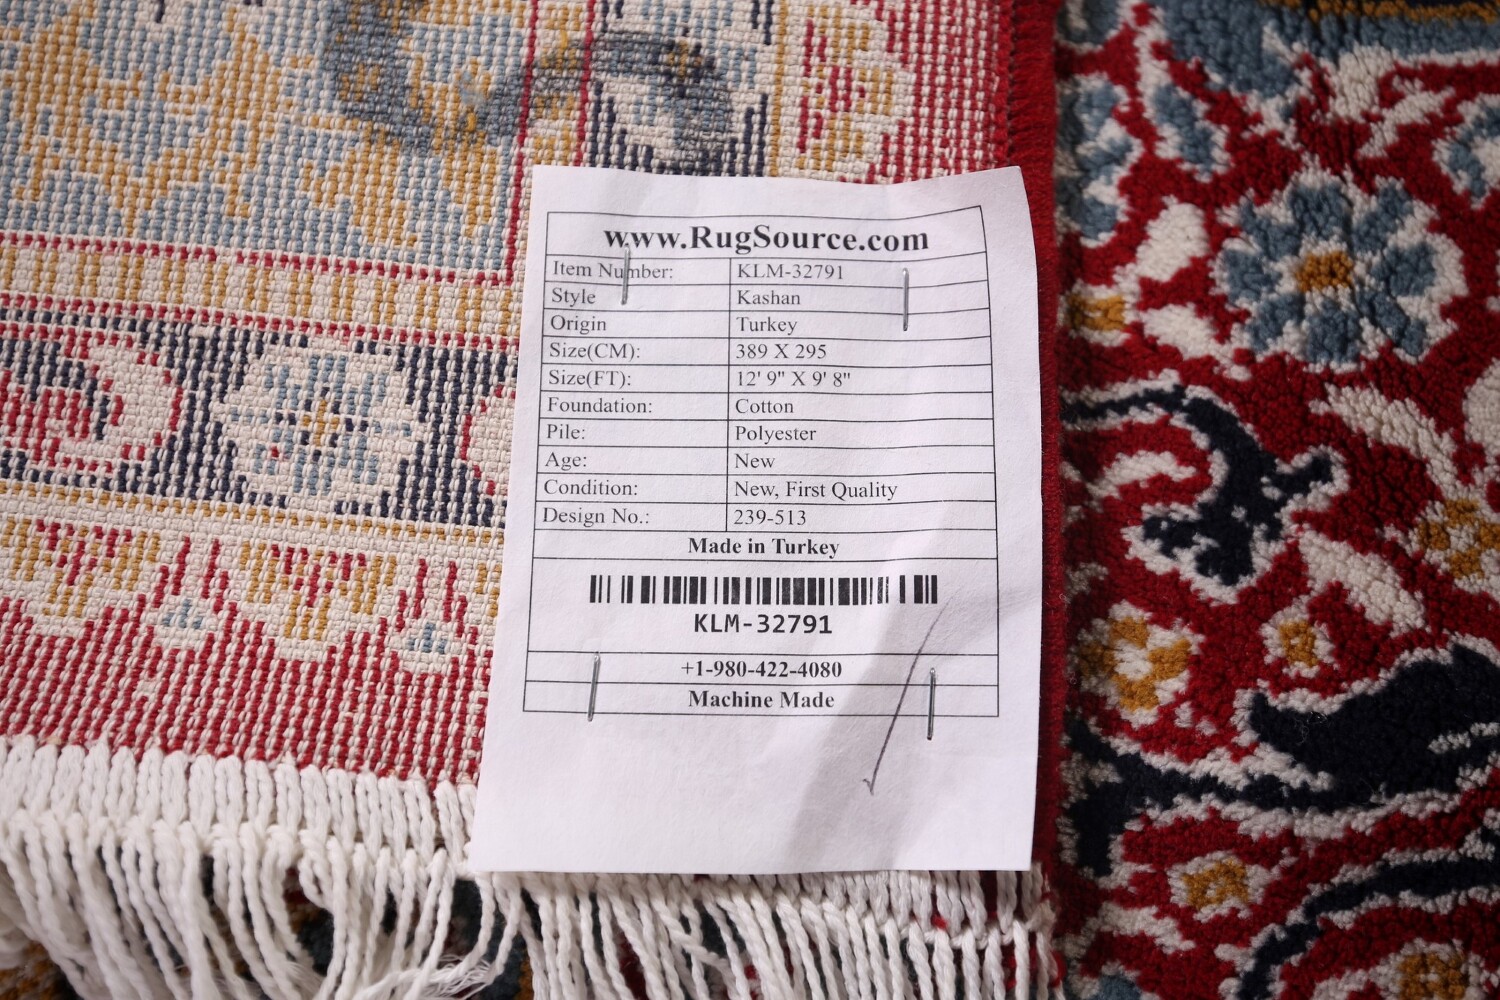 www.RugSource.com
Item Number: KLM-32791
Style Kashan
Origin Turkey
Size(CM): 389 X 295
Size(FT): 12' 9" X 9' 8"
Foundation: Cotton
Pile: Polyester
Age: New
Condition: New, First Quality
Design No.: 239-513
Made in Turkey
KLM-32791
+1-980-422-4080
Machine Made